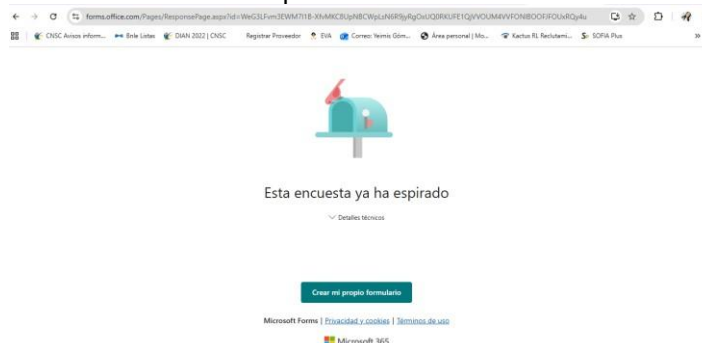 forms.office.com/Pages/ResponsePage.aspx?id=
CNSC Avisos inform... Bnle Listas DIAN 2022 | CNSC Registrar Proveedor EVA Correo: Yeimis Góm... Área personal | Mo... Kactus RL Reclutami... SOFIA Plus »
Esta encuesta ya ha espirado
Detalles técnicos
Crear mi propio formulario
Microsoft Forms | Privacidad y cookies | Términos de uso
Microsoft 365